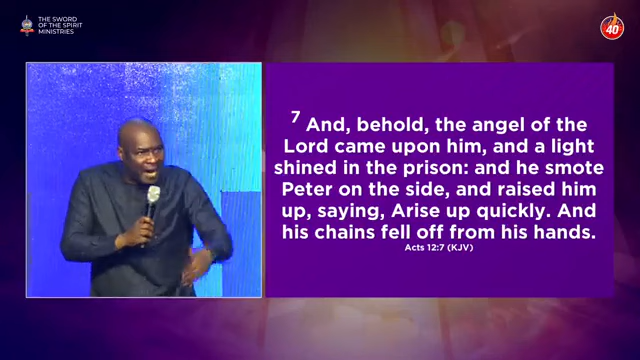 THE SWORD
OF THE SPIRIT
MINISTRIES
40
7 And, behold, the angel of the
Lord came upon him, and a light
shined in the prison: and he smote
Peter on the side, and raised him
up, saying, Arise up quickly. And
his chains fell off from his hands.
Acts 12:7 (KJV)